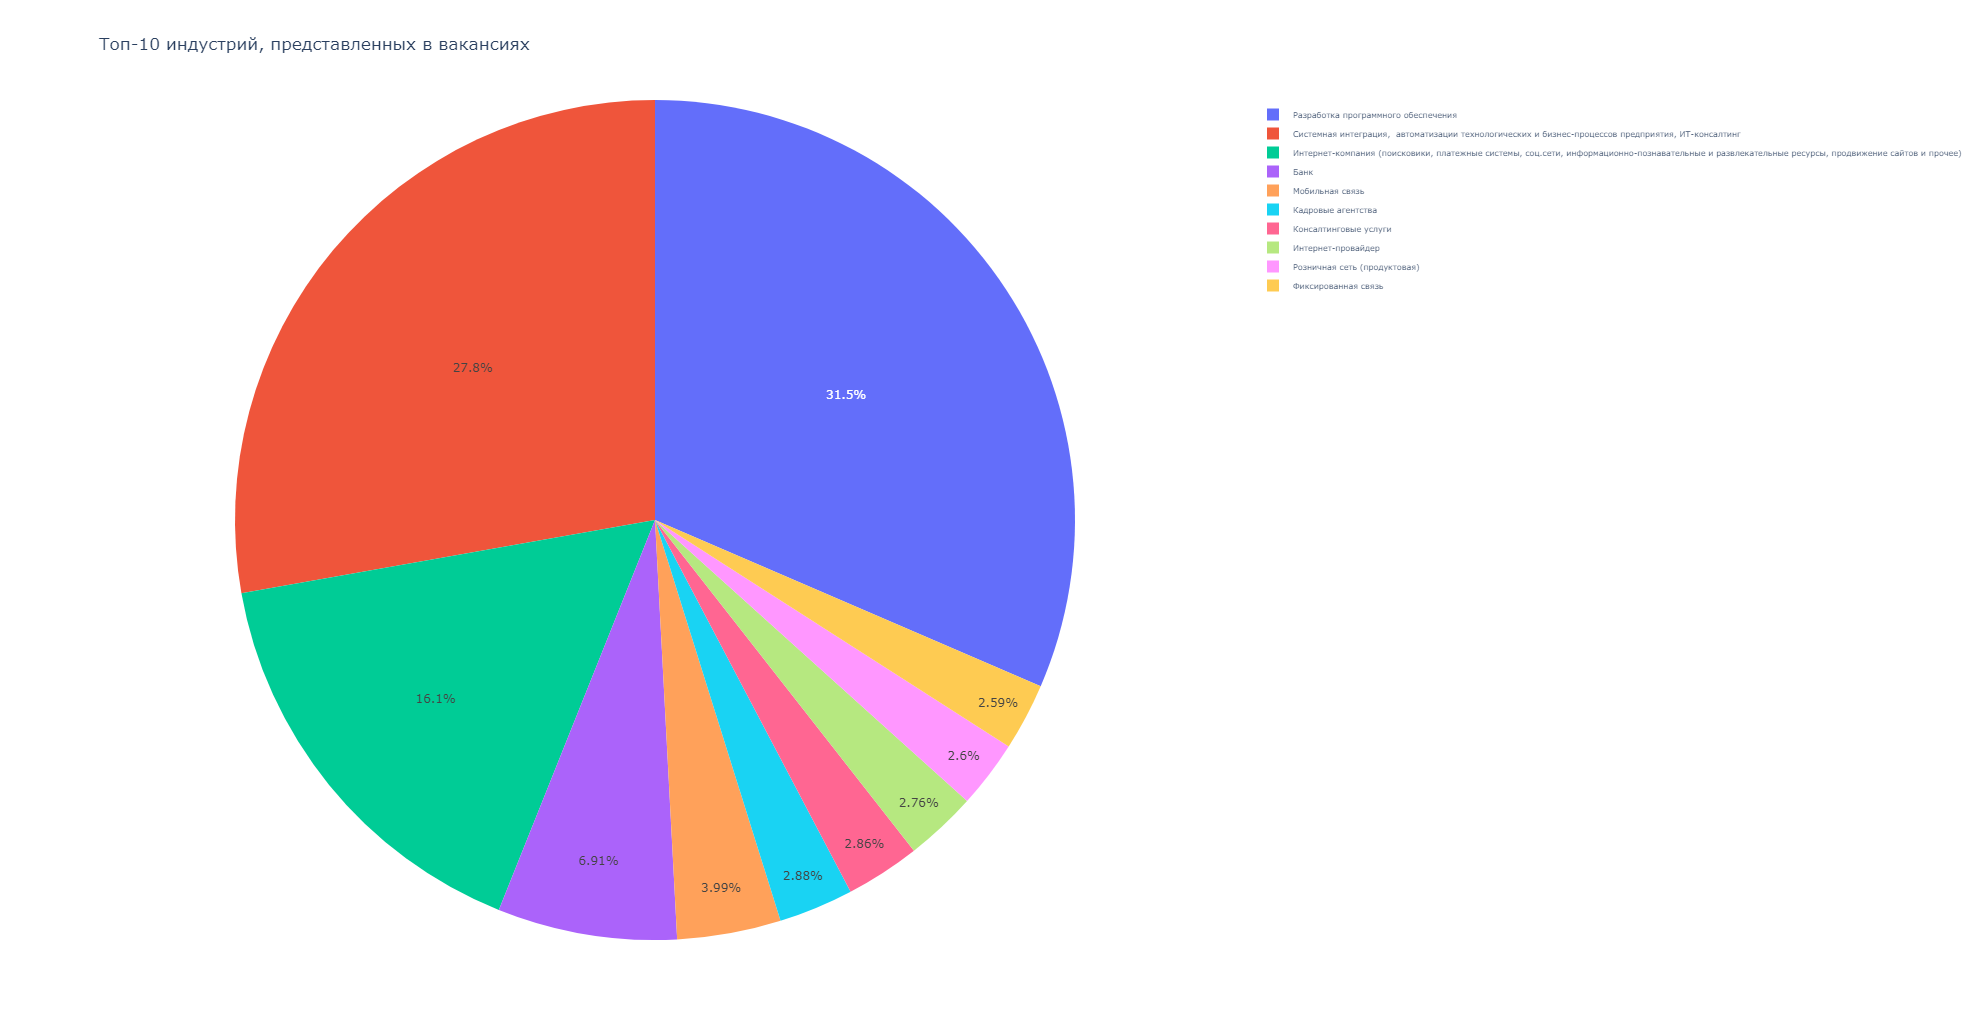 Топ-10 индустрий, представленных в вакансиях
Разработка программного обеспечения
Системная интеграция,  автоматизации технологических и бизнес-процессов предприятия, ИТ-консалтинг
Интернет-компания (поисковики, платежные системы, соц.сети, информационно-познавательные и развлекательные ресурсы, продвижение сайтов и прочее)
Банк
Мобильная связь
Кадровые агентства
Консалтинговые услуги
Интернет-провайдер
Розничная сеть (продуктовая)
Фиксированная связь
27.8%
31.5%
16.1%
2.59%
2.6%
2.76%
2.86%
6.91%
2.88%
3.99%